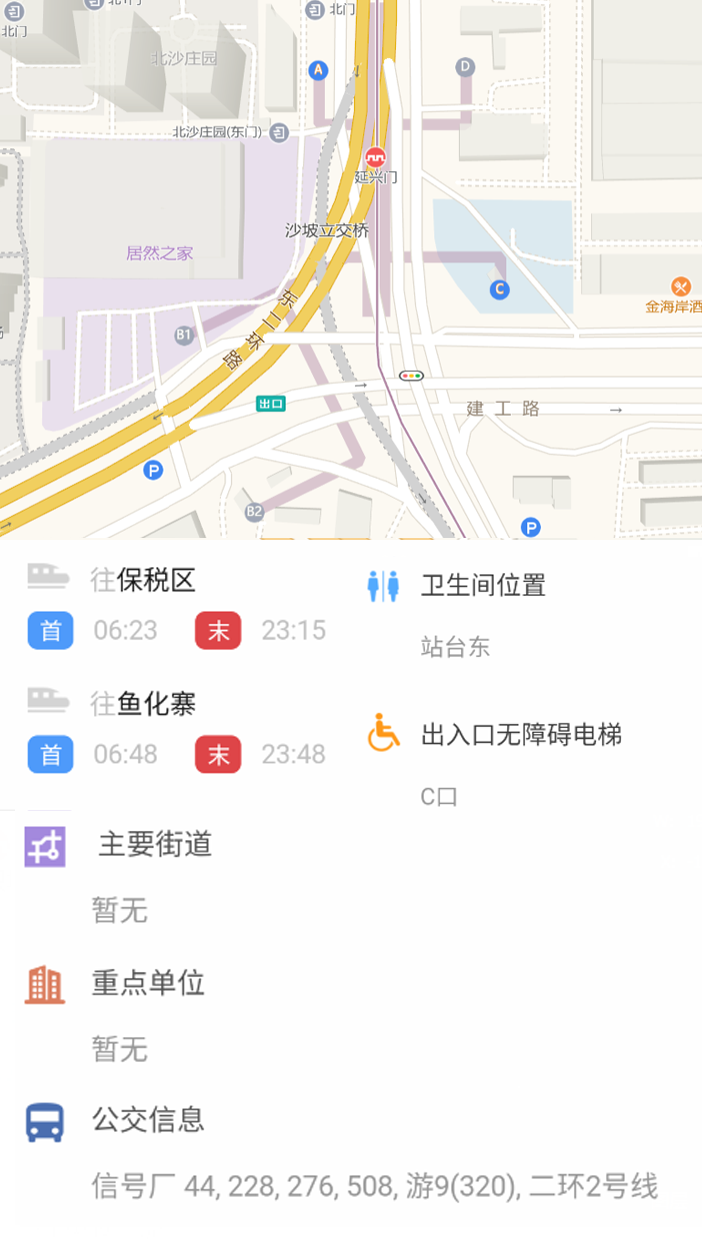 北门
北门
北沙庄园
A
D
北沙庄园(东门)
延兴门
沙坡立交桥
居然之家
C
金海岸酒
东二环路
B1
出口
建工路
P
B2
P
往保税区
首 06:23 末 23:15
卫生间位置
站台东
往鱼化寨
首 06:48 末 23:48
出入口无障碍电梯
C口
主要街道
暂无
重点单位
暂无
公交信息
信号厂 44, 228, 276, 508, 游9(320), 二环2号线